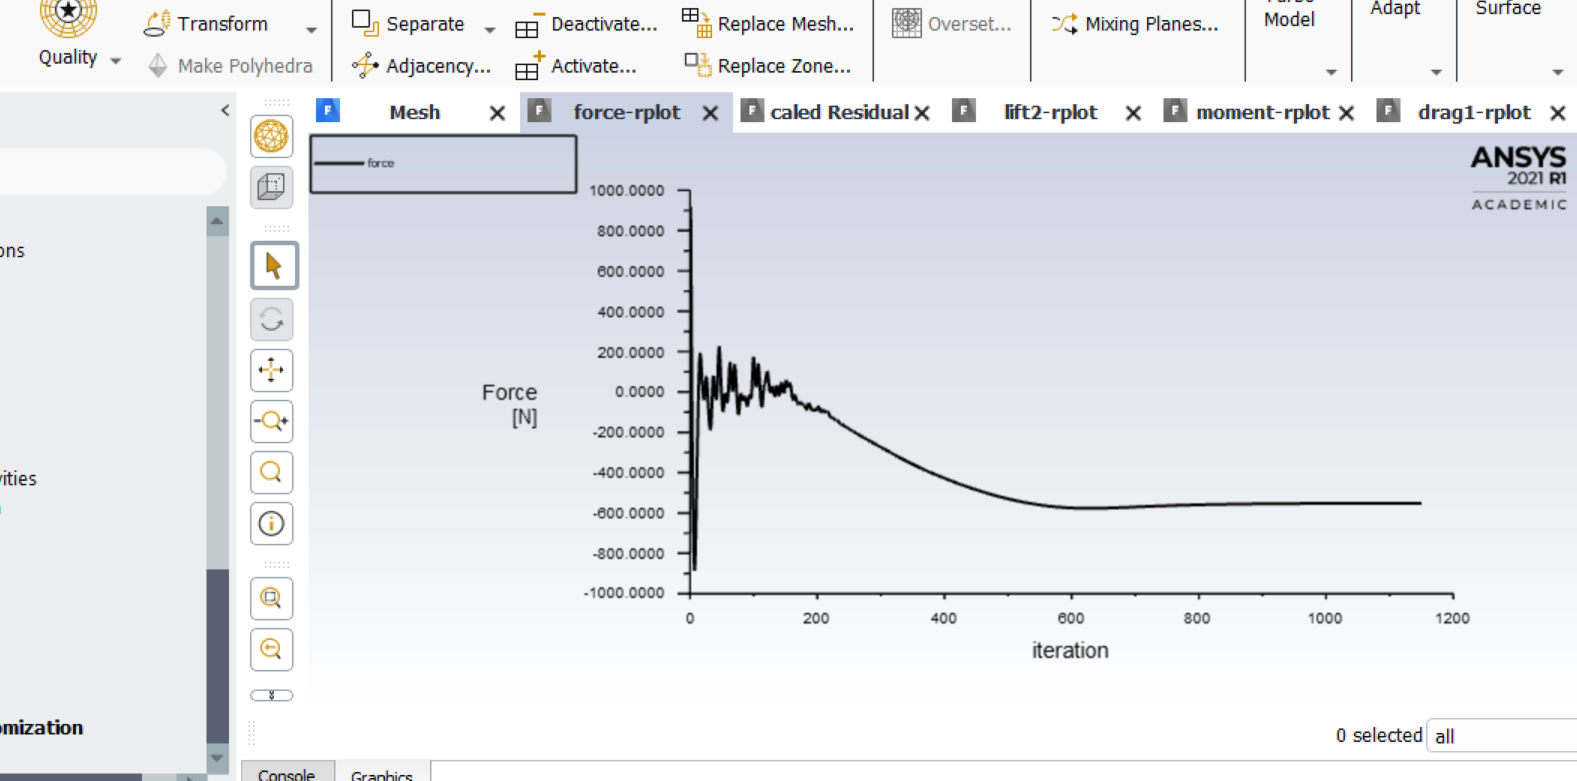 Transform
Quality
Make Polyhedra
Separate
Adjacency...
Deactivate...
Activate...
Replace Mesh...
Replace Zone...
Overset...
Mixing Planes...
Model
Adapt
Surface
Mesh
force-rplot
caled Residual
lift2-rplot
moment-rplot
drag1-rplot
ons
vities
omization
force
ANSYS
2021 R1
ACADEMIC
1000.0000
800.0000
600.0000
400.0000
200.0000
0.0000
-200.0000
-400.0000
-600.0000
-800.0000
-1000.0000
Force
[N]
0 200 400 600 800 1000 1200
iteration
0 selected all
Console Graphics